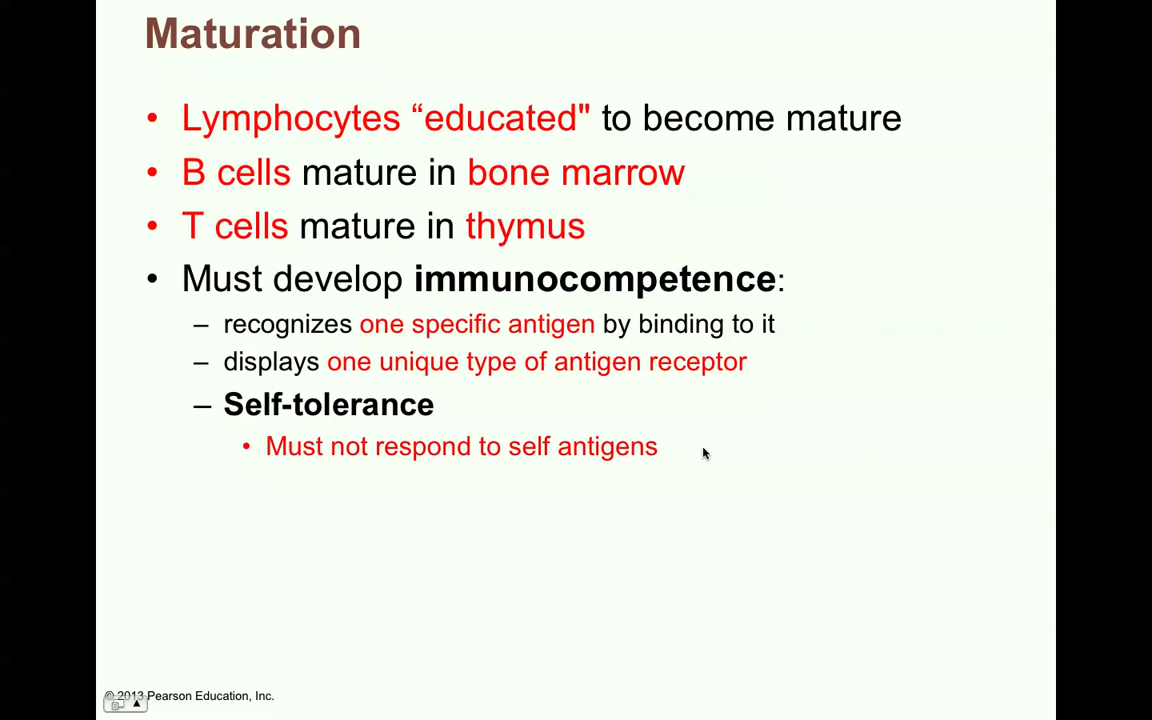 Maturation
• Lymphocytes “educated" to become mature
• B cells mature in bone marrow
• T cells mature in thymus
• Must develop immunocompetence:
– recognizes one specific antigen by binding to it
– displays one unique type of antigen receptor
– Self-tolerance
• Must not respond to self antigens
© 2013 Pearson Education, Inc.